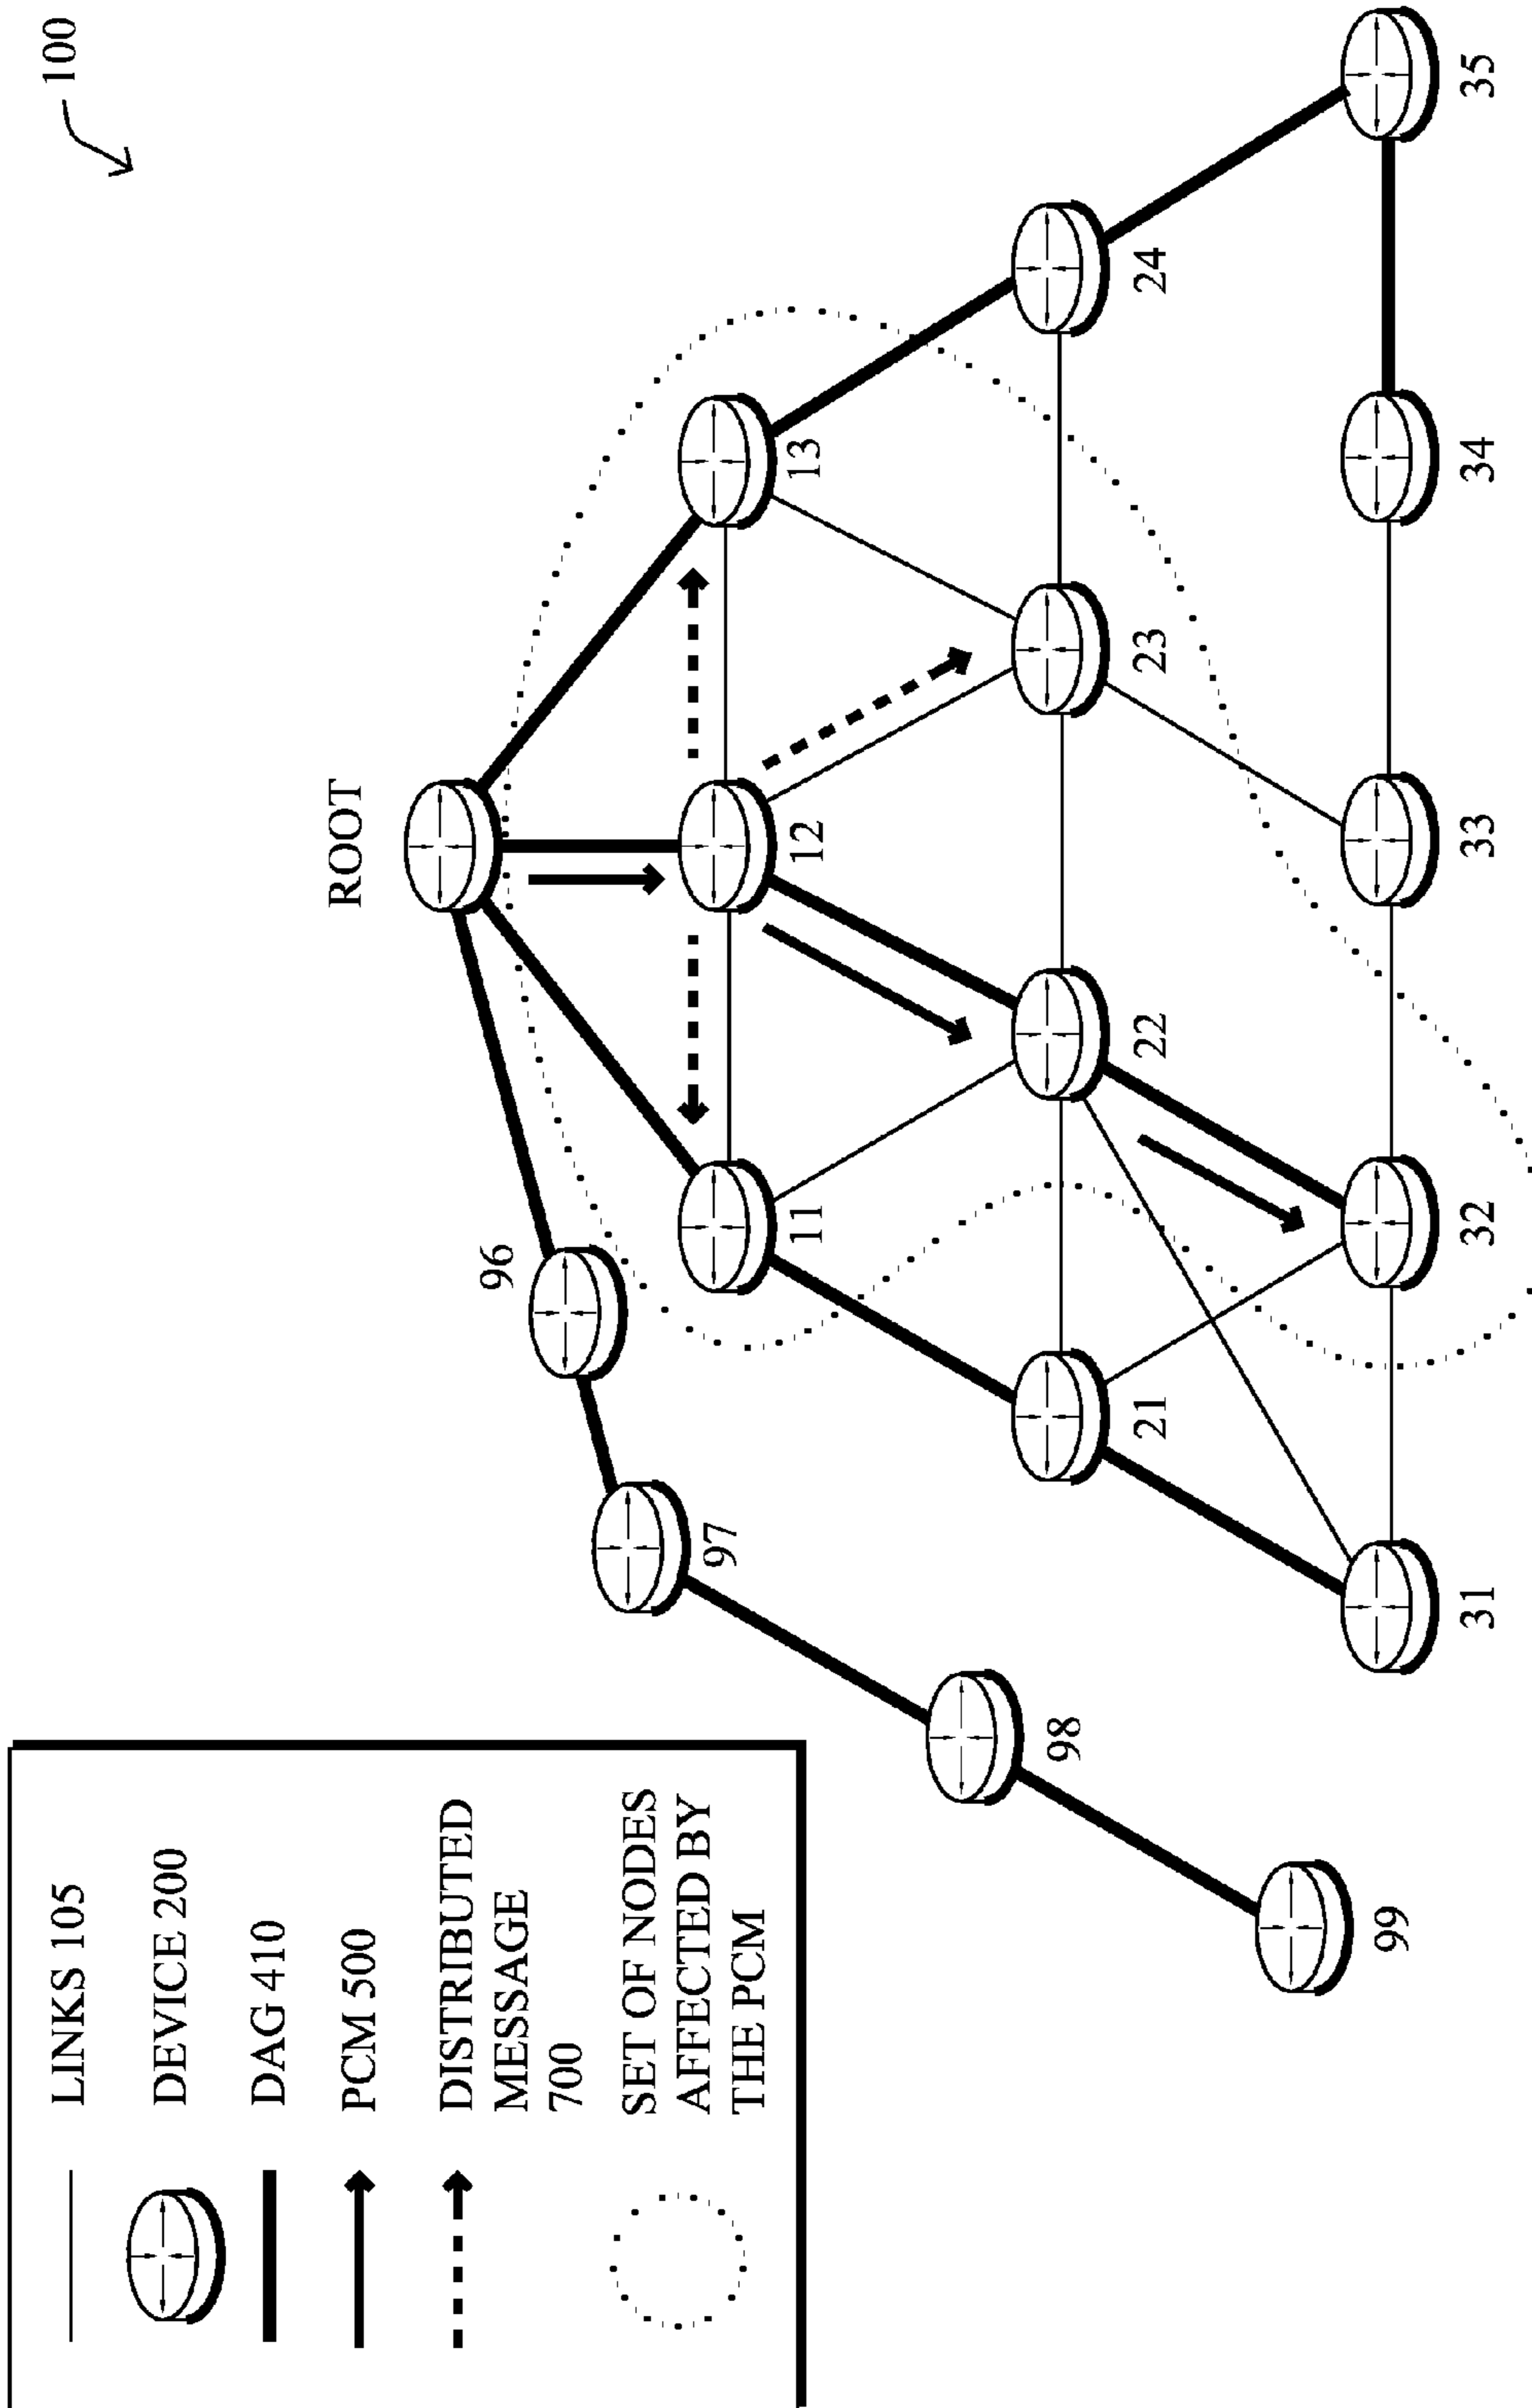 LINKS 105
DEVICE 200
DAG 410
PCM 500
DISTRIBUTED
MESSAGE
700
SET OF NODES
AFFECTED BY
THE PCM
100
ROOT
96
97
98
99
11
12
13
21
22
23
24
31
32
33
34
35